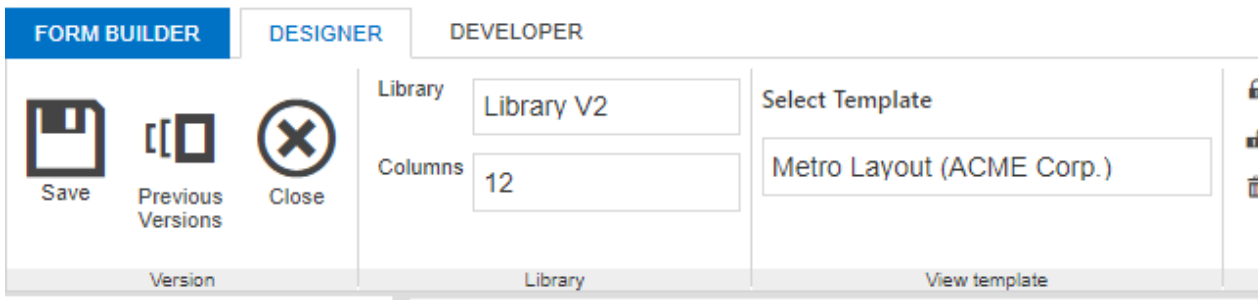 FORM BUILDER DESIGNER DEVELOPER
Save
Previous
Versions
Close
Version
Library Library V2
Columns 12
Library
Select Template
Metro Layout (ACME Corp.)
View template